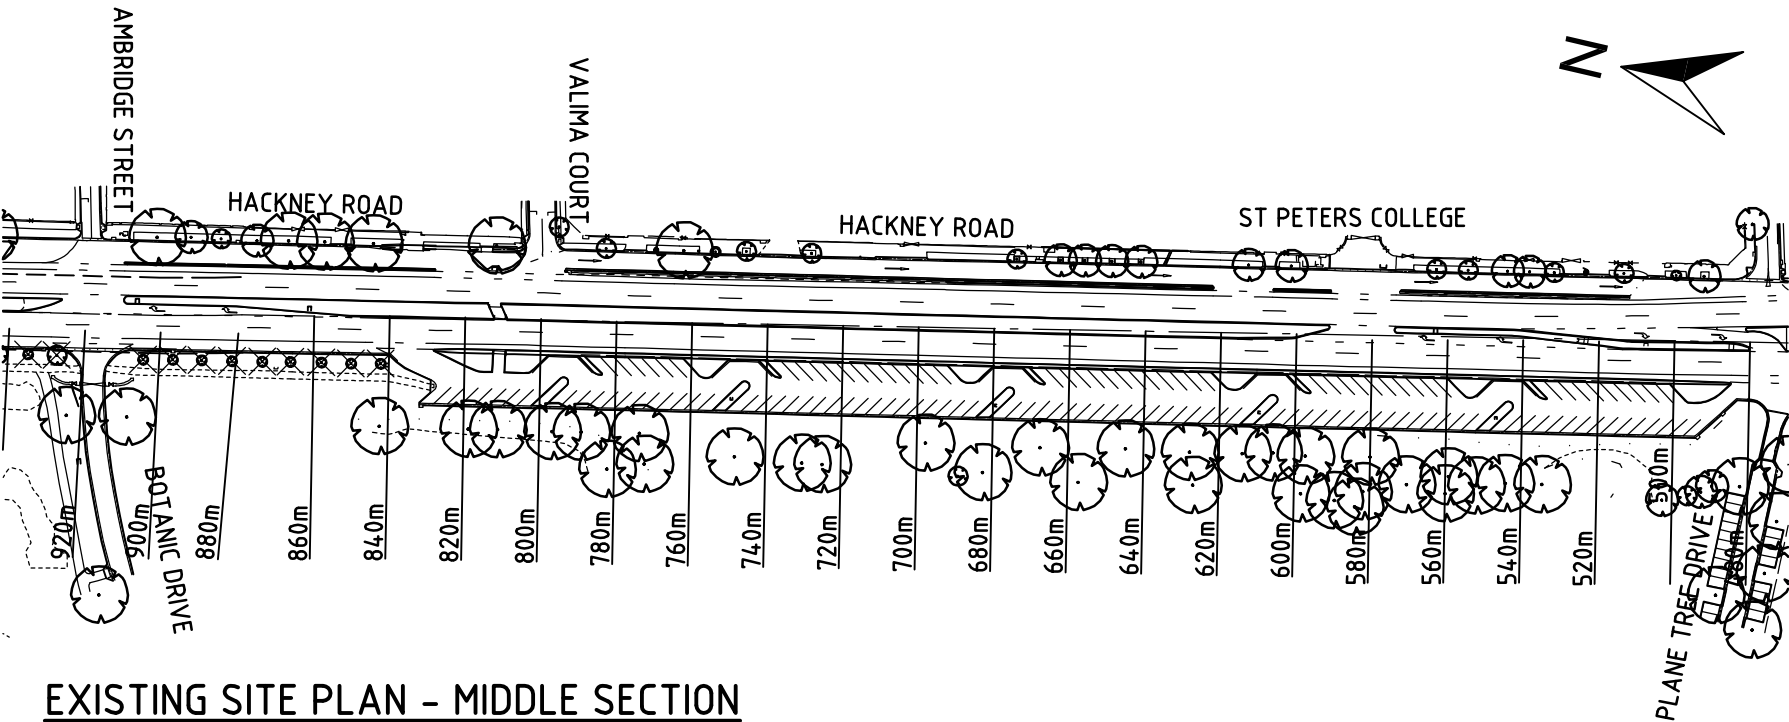 AMBRIDGE STREET
VALIMA COURT
N
HACKNEY ROAD
HACKNEY ROAD
ST PETERS COLLEGE
920m
900m
880m
860m
840m
820m
800m
780m
760m
740m
720m
700m
680m
660m
640m
620m
600m
580m
560m
540m
520m
500m
480m
BOTANIC DRIVE
PLANE TREE DRIVE
EXISTING SITE PLAN - MIDDLE SECTION